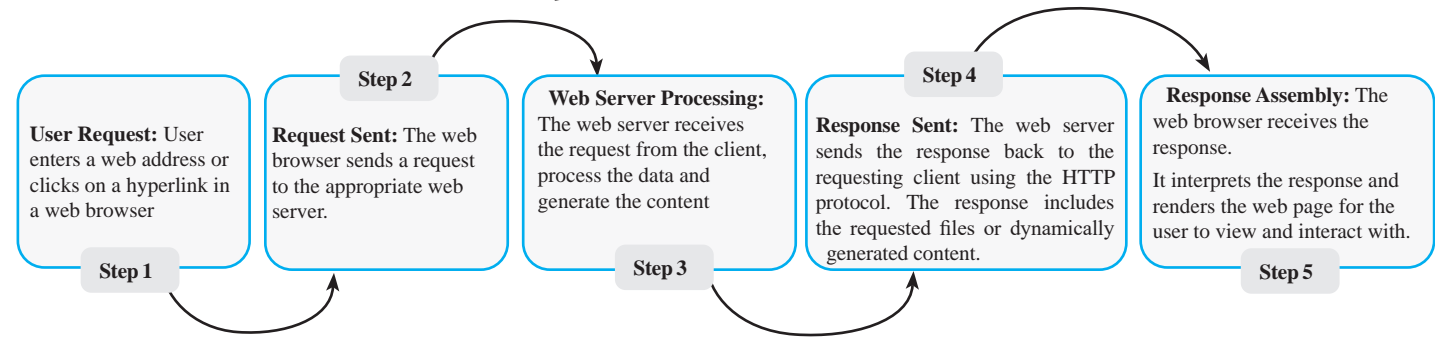 Step 1
User Request: User
enters a web address or
clicks on a hyperlink in
a web browser
Step 2
Request Sent: The web
browser sends a request
to the appropriate web
server.
Web Server Processing:
The web server receives
the request from the client,
process the data and
generate the content
Step 3
Step 4
Response Sent: The web server
sends the response back to the
requesting client using the HTTP
protocol. The response includes
the requested files or dynamically
generated content.
Response Assembly: The
web browser receives the
response.
It interprets the response and
renders the web page for the
user to view and interact with.
Step 5